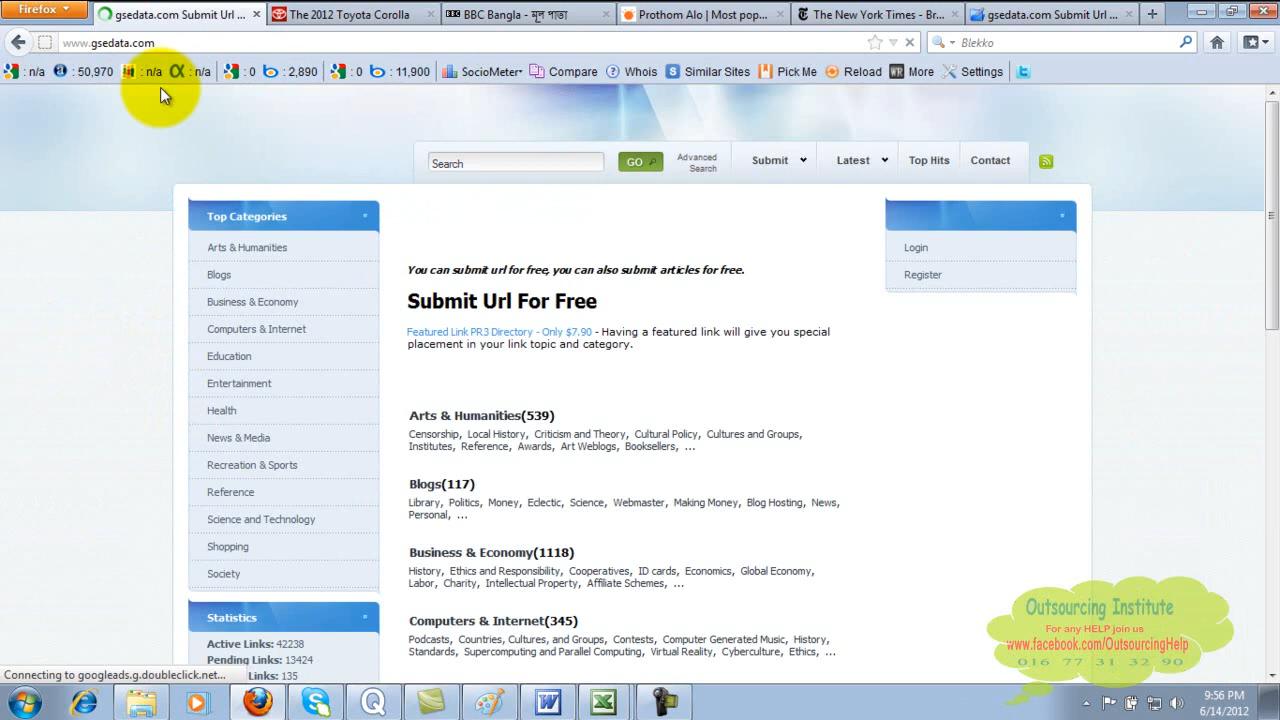 Firefox
gsedata.com Submit Url ...
The 2012 Toyota Corolla
BBC Bangla - মূল পাতা
Prothom Alo | Most pop...
The New York Times - Br...
gsedata.com Submit Url ...
www.gsedata.com
Blekko
: n/a : 50,970 : n/a : n/a : 0 : 2,890 : 0 : 11,900 SocioMeter Compare Whois Similar Sites Pick Me Reload More Settings
Search GO Advanced Search Submit Latest Top Hits Contact
Top Categories
Arts & Humanities
Blogs
Business & Economy
Computers & Internet
Education
Entertainment
Health
News & Media
Recreation & Sports
Reference
Science and Technology
Shopping
Society
Statistics
Active Links: 42238
Pending Links: 13424
Links: 135
You can submit url for free, you can also submit articles for free.
Submit Url For Free
Featured Link PR3 Directory - Only $7.90 - Having a featured link will give you special
placement in your link topic and category.
Arts & Humanities(539)
Censorship, Local History, Criticism and Theory, Cultural Policy, Cultures and Groups,
Institutes, Reference, Awards, Art Weblogs, Booksellers, ...
Blogs(117)
Library, Politics, Money, Eclectic, Science, Webmaster, Making Money, Blog Hosting, News,
Personal, ...
Business & Economy(1118)
History, Ethics and Responsibility, Cooperatives, ID cards, Economics, Global Economy,
Labor, Charity, Intellectual Property, Affiliate Schemes, ...
Computers & Internet(345)
Podcasts, Countries, Cultures, and Groups, Contests, Computer Generated Music, History,
Standards, Supercomputing and Parallel Computing, Virtual Reality, Cyberculture, Ethics, ...
Login
Register
Outsourcing Institute
For any HELP join us
www.facebook.com/OutsourcingHelp
016 77 31 32 90
Connecting to googleads.g.doubleclick.net...
9:56 PM
6/14/2012